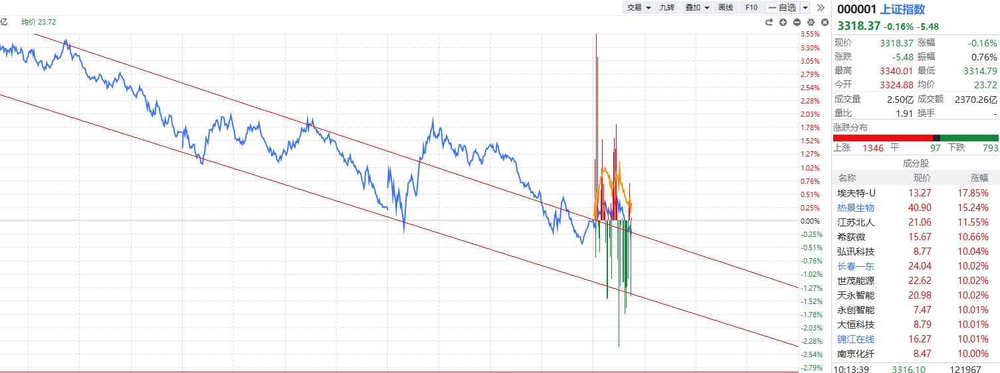 交易 九转 叠加 画线 F10 一 自选
亿 均价 23.72
3.55%
3.30%
3.05%
2.79%
2.54%
2.28%
2.03%
1.78%
1.52%
1.27%
1.02%
0.76%
0.51%
0.25%
0.00%
-0.25%
-0.51%
-0.76%
-1.02%
-1.27%
-1.52%
-1.78%
-2.03%
-2.28%
-2.54%
-2.79%
000001 上证指数
3318.37 -0.16% -5.48
现价 3318.37 涨幅 -0.16%
涨跌 -5.48 振幅 0.76%
最高 3340.01 最低 3314.79
今开 3324.88 均价 23.72
成交量 2.50亿 成交额 2370.26亿
量比 1.91 换手 -
涨跌分布
上涨 1346 平 97 下跌 793
成分股
名称 现价 涨幅
埃夫特-U 13.27 17.85%
热景生物 40.90 15.24%
江苏北人 21.06 11.55%
希荻微 15.67 10.66%
弘讯科技 8.77 10.04%
长春一东 24.04 10.02%
世茂能源 22.62 10.02%
天永智能 20.98 10.02%
永创智能 7.47 10.01%
大恒科技 8.79 10.01%
锦江在线 16.27 10.01%
南京化纤 8.47 10.00%
10:13:39 3316.10 121967